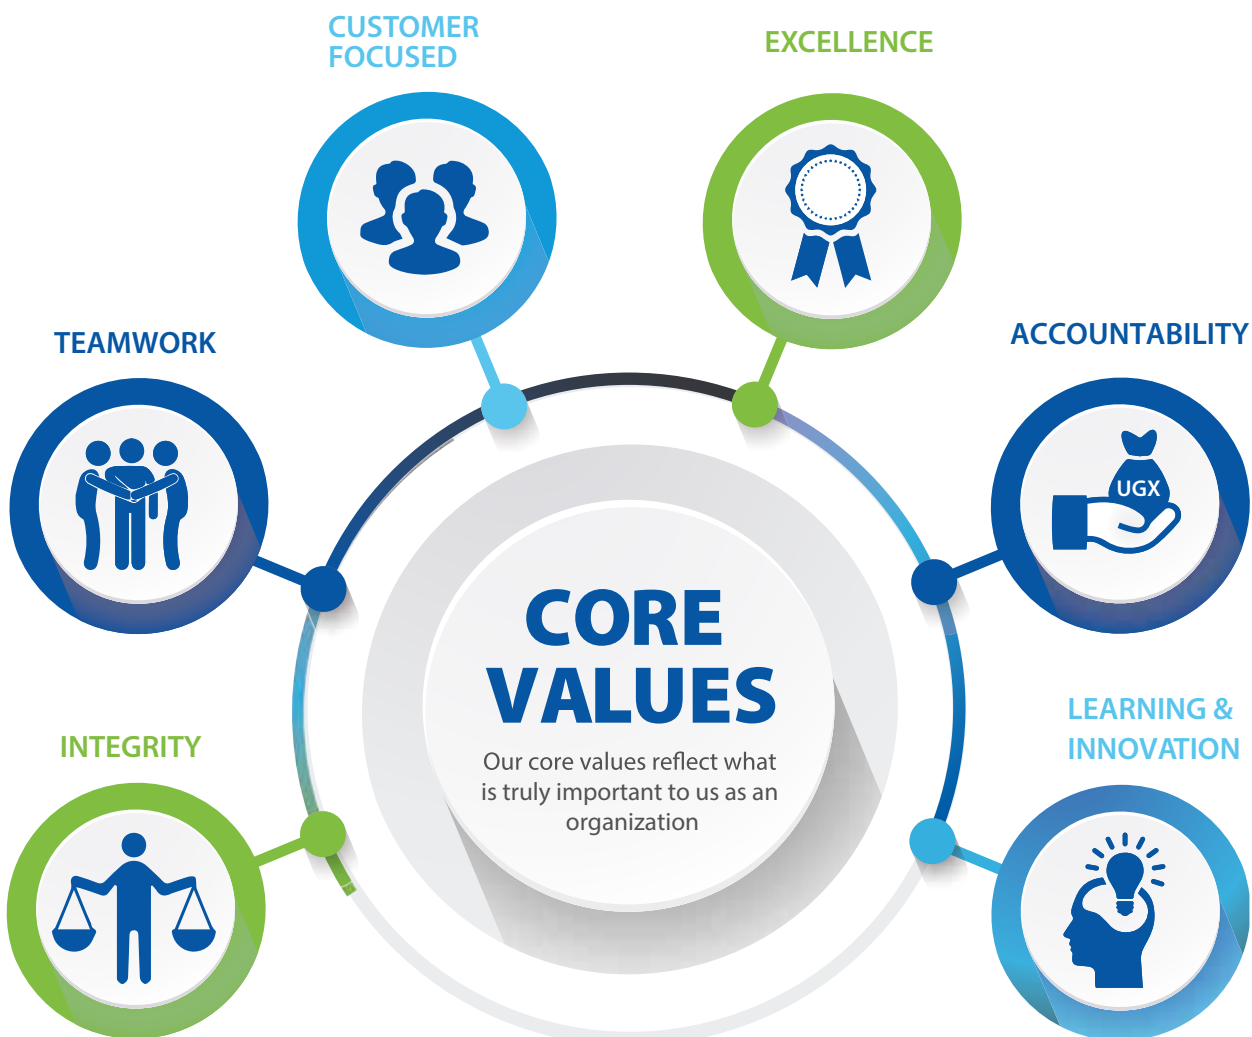 CUSTOMER
FOCUSED
EXCELLENCE
TEAMWORK
ACCOUNTABILITY
UGX
CORE
VALUES
Our core values reflect what
is truly important to us as an
organization
INTEGRITY
LEARNING &
INNOVATION